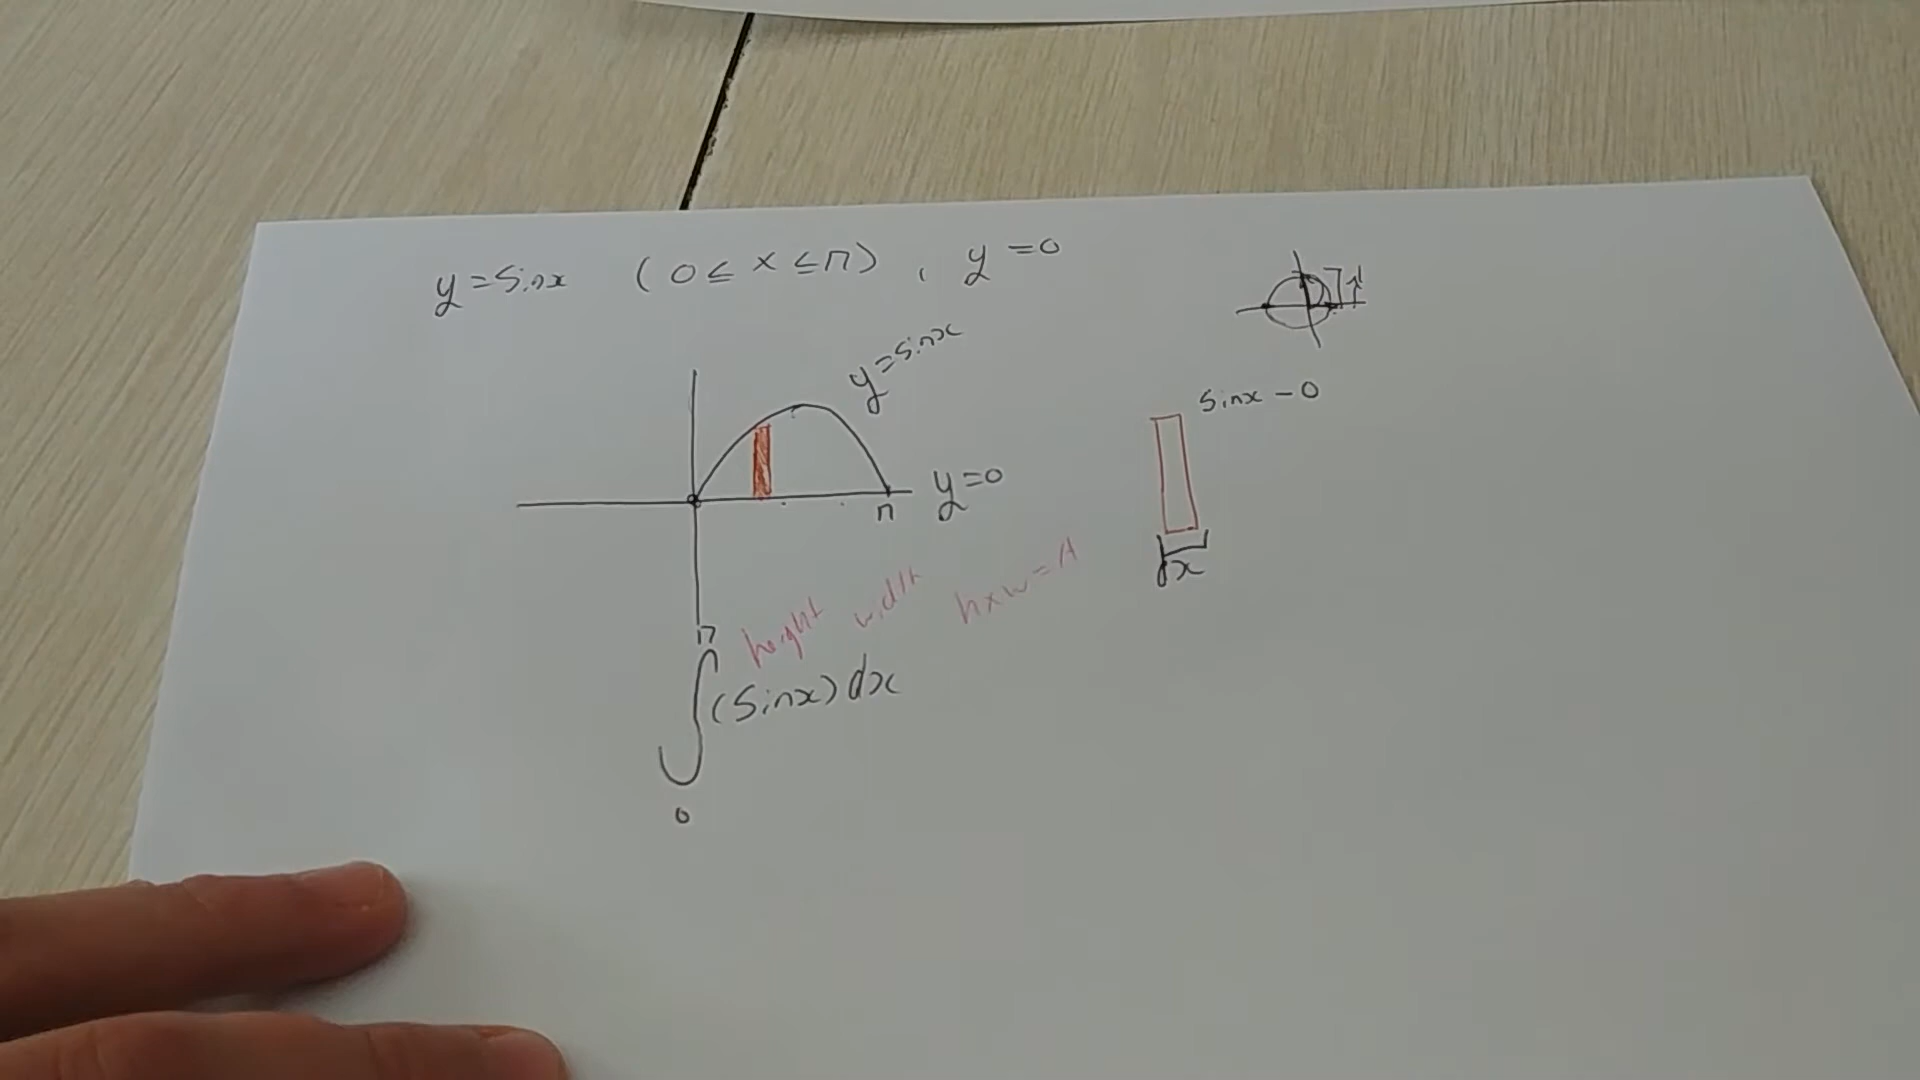 y=Sinx (0≤x≤π), y=0
1
y=sinx
Sinx-0
y=0
π
dx
height width h×w=A
π
∫(Sinx)dx
0